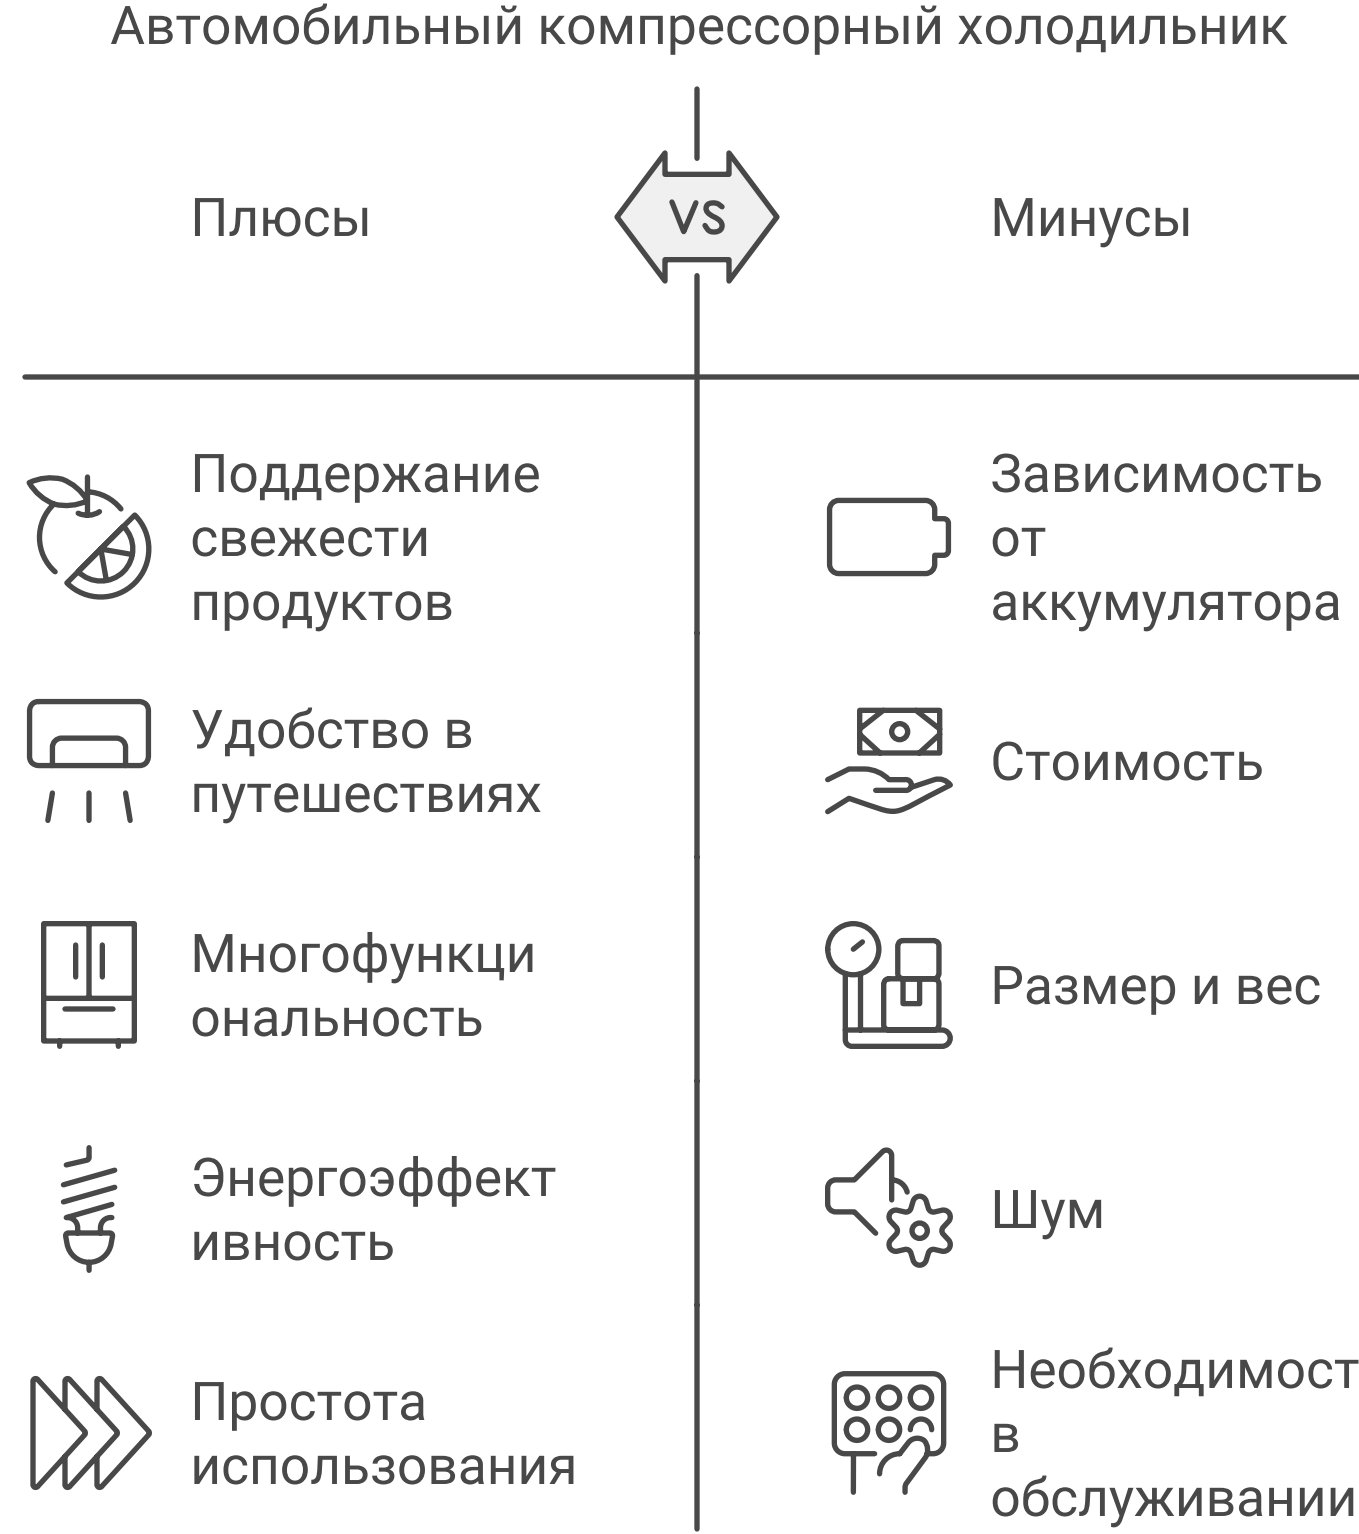 Автомобильный компрессорный холодильник
Плюсы
VS
Минусы
Поддержание
свежести
продуктов
Зависимость
от
аккумулятора
Удобство в
путешествиях
Стоимость
Многофункци
ональность
Размер и вес
Энергоэффект
ивность
Шум
Простота
использования
Необходимост
в
обслуживании